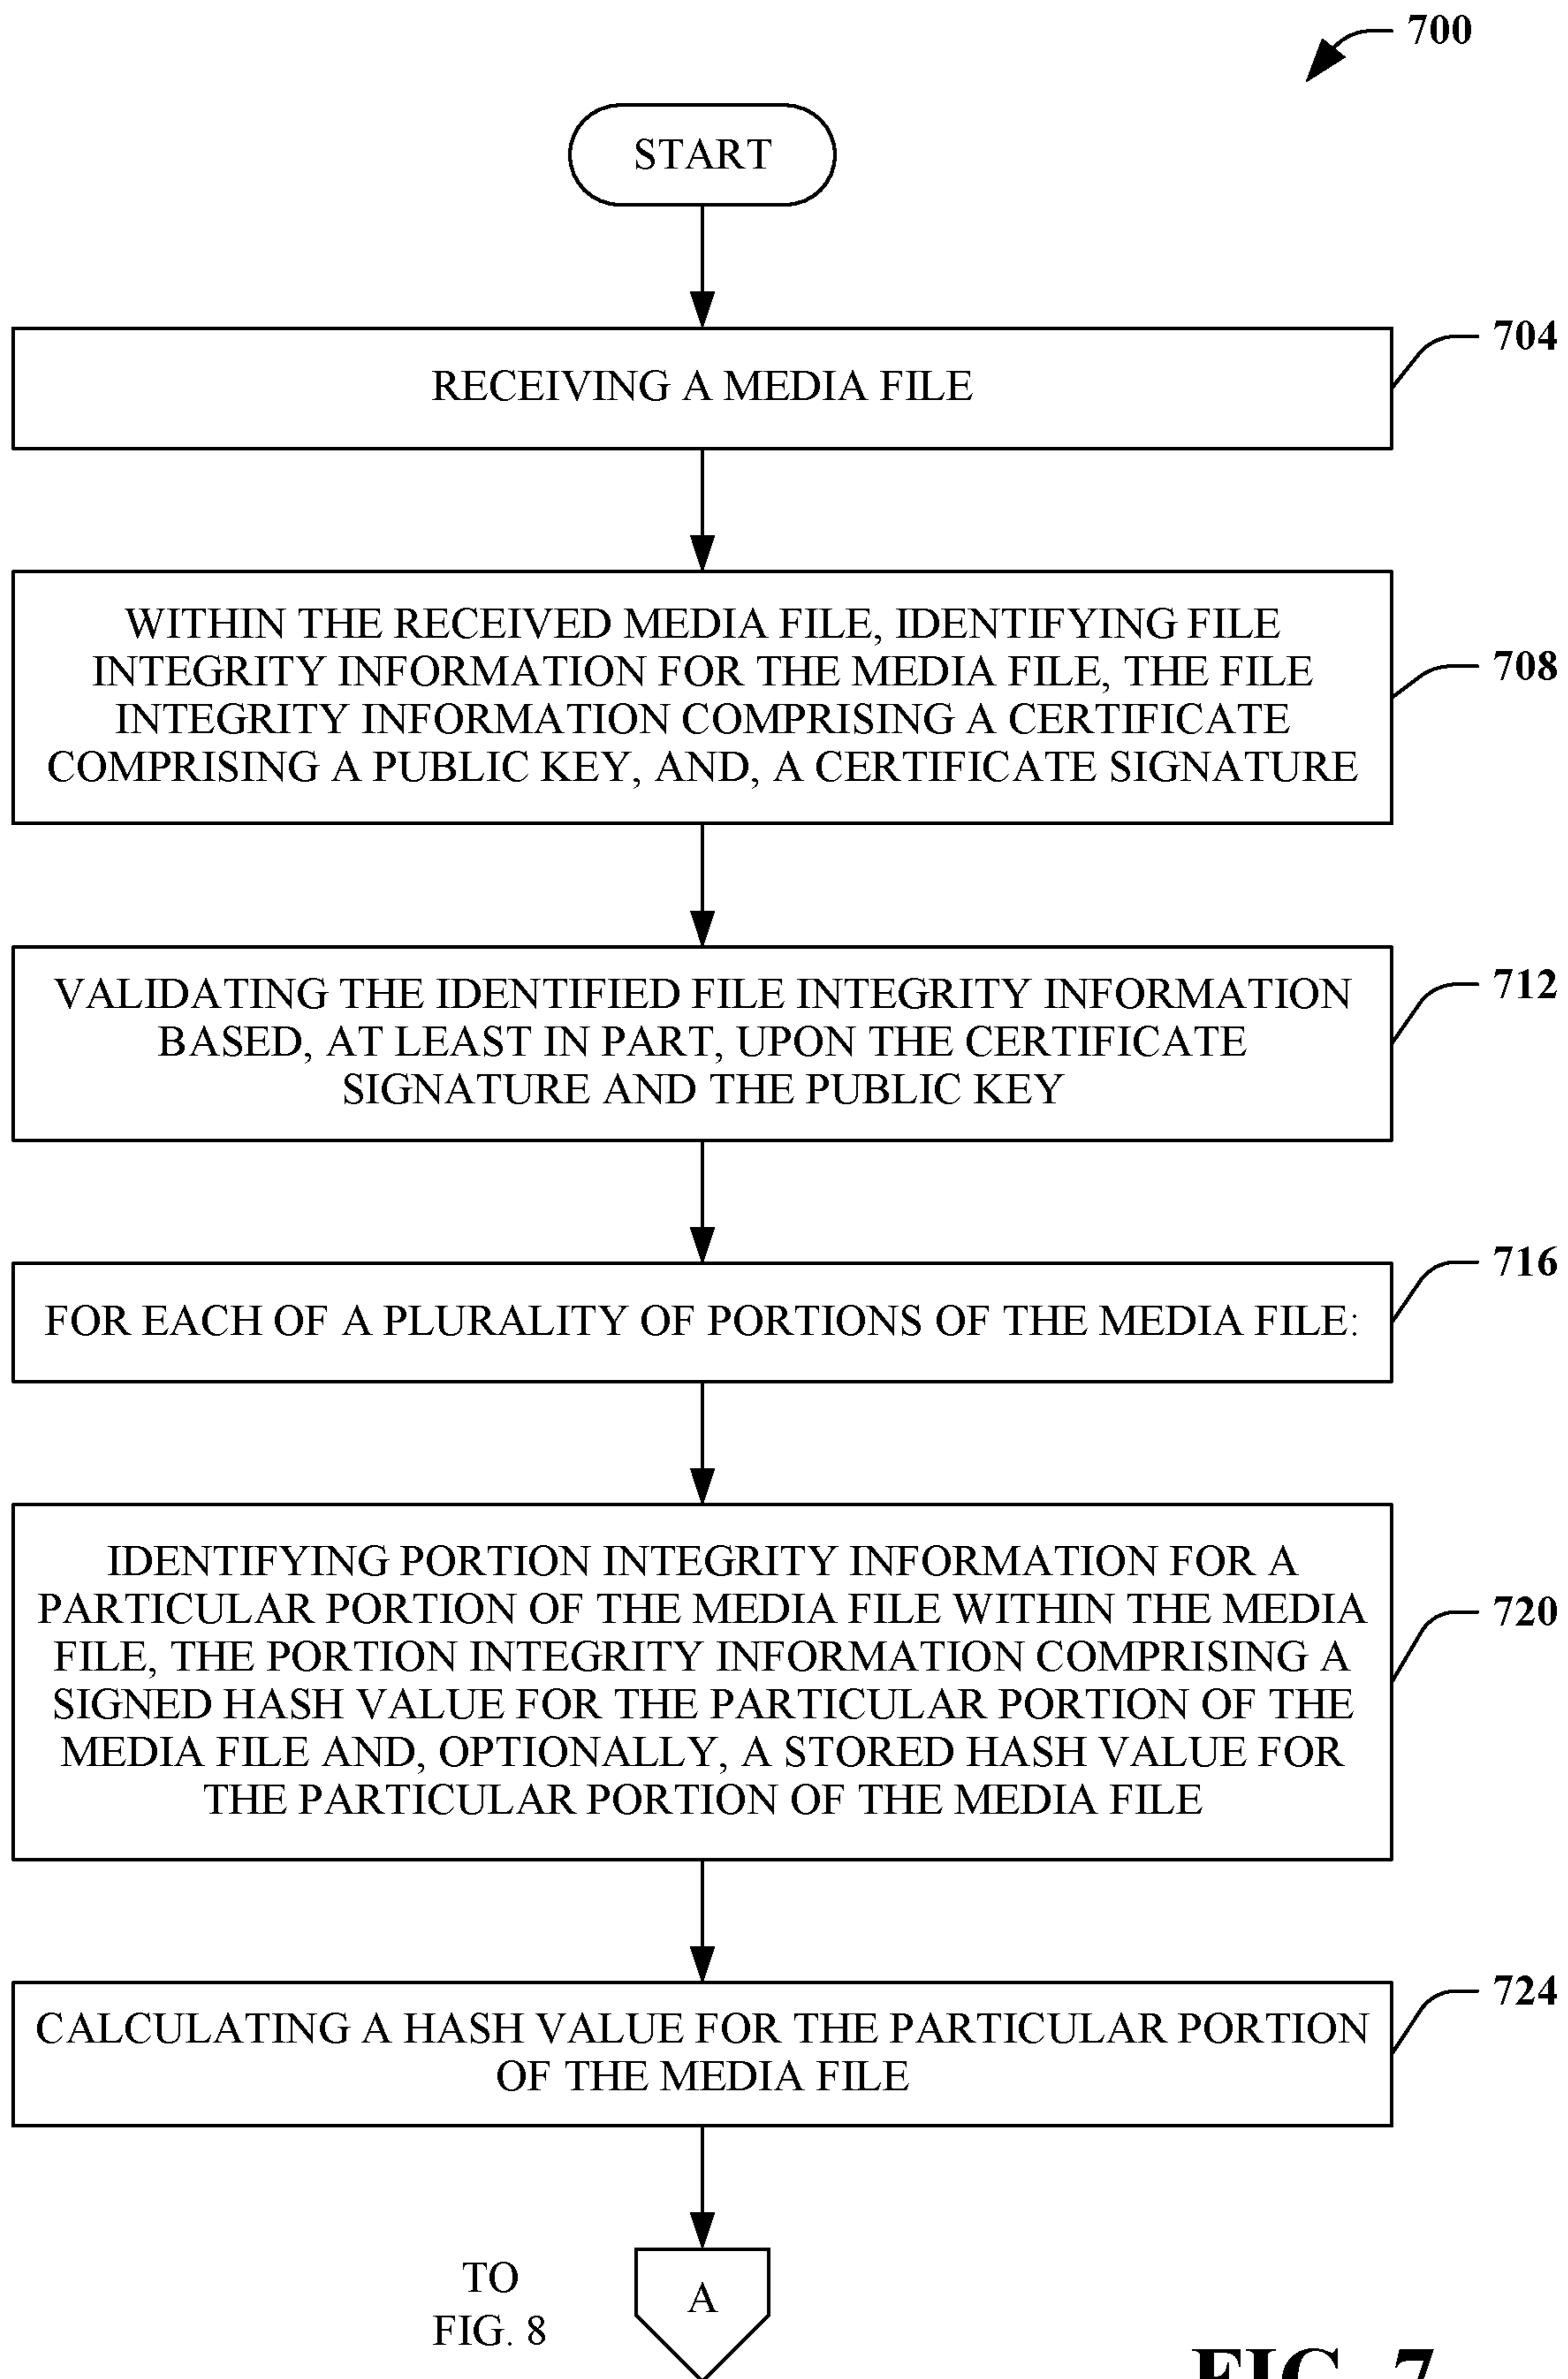 700
START
704
RECEIVING A MEDIA FILE
WITHIN THE RECEIVED MEDIA FILE, IDENTIFYING FILE
INTEGRITY INFORMATION FOR THE MEDIA FILE, THE FILE
INTEGRITY INFORMATION COMPRISING A CERTIFICATE
COMPRISING A PUBLIC KEY, AND, A CERTIFICATE SIGNATURE
708
VALIDATING THE IDENTIFIED FILE INTEGRITY INFORMATION
BASED, AT LEAST IN PART, UPON THE CERTIFICATE
SIGNATURE AND THE PUBLIC KEY
712
716
FOR EACH OF A PLURALITY OF PORTIONS OF THE MEDIA FILE:
IDENTIFYING PORTION INTEGRITY INFORMATION FOR A
PARTICULAR PORTION OF THE MEDIA FILE WITHIN THE MEDIA
FILE, THE PORTION INTEGRITY INFORMATION COMPRISING A
SIGNED HASH VALUE FOR THE PARTICULAR PORTION OF THE
MEDIA FILE AND, OPTIONALLY, A STORED HASH VALUE FOR
THE PARTICULAR PORTION OF THE MEDIA FILE
720
724
CALCULATING A HASH VALUE FOR THE PARTICULAR PORTION
OF THE MEDIA FILE
TO
FIG. 8
A
FIG. 7